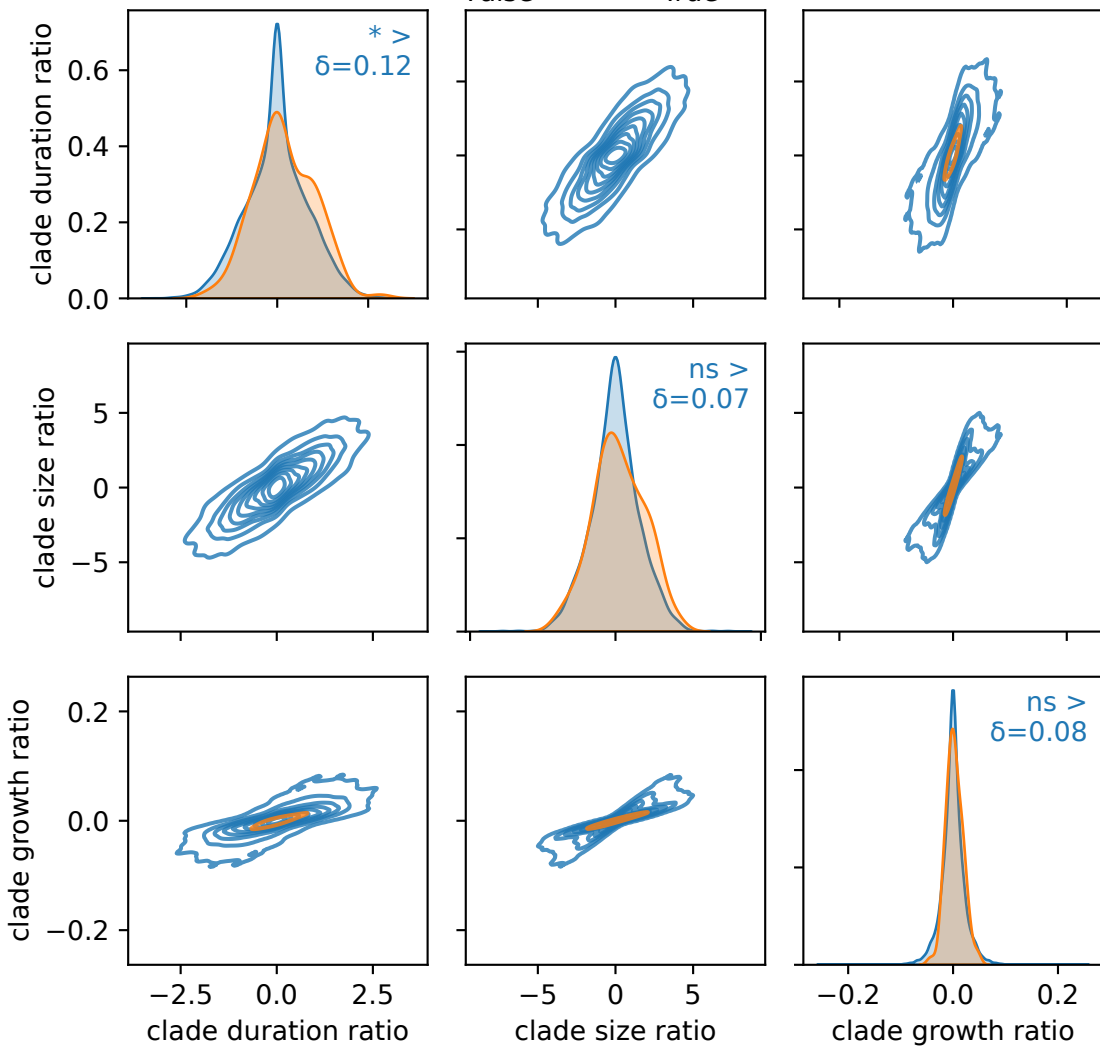 * >
δ=0.12
clade duration ratio
0.6
0.4
0.2
0.0
ns >
δ=0.07
clade size ratio
5
0
−5
ns >
δ=0.08
clade growth ratio
0.2
0.0
−0.2
−2.5 0.0 2.5
−5 0 5
−0.2 0.0 0.2
clade duration ratio
clade size ratio
clade growth ratio